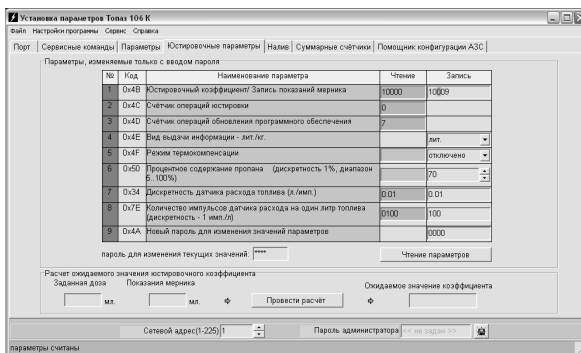 Установка параметров Топаз 106 К
Файл Настройки программы Сервис Справка
Порт Сервисные команды Параметры Юстировочные параметры Налив Суммарные счётчики Помощник конфигурации АЗС
Параметры, изменяемые только с вводом пароля
№ Код Наименование параметра Чтение Запись
1 0x4B Юстировочный коэффициент/ Запись показаний мерника 10000 10009
2 0x4C Счётчик операций юстировки 0
3 0x4D Счётчик операций обновления программного обеспечения 7
4 0x4E Вид выдачи информации - лит./кг. лит.
5 0x4F Режим термокомпенсации отключено
6 0x50 Процентное содержание пропана (дискретность 1%, диапазон 5..100%) 70
7 0x34 Дискретность датчика расхода топлива (л./имп.) 0.01 0.01
8 0x7E Количество импульсов датчика расхода на один литр топлива (дискретность - 1 имп./л) 0100 100
9 0x4A Новый пароль для изменения значений параметров 0000
пароль для изменения текущих значений: **** Чтение параметров
Расчет ожидаемого значения юстировочного коэффициента
Заданная доза Показания мерника Ожидаемое значение коэффициента
мл. мл. Ф Провести расчёт Ф
Сетевой адрес(1-225) 1 Пароль администратора << не задан >>
параметры считаны